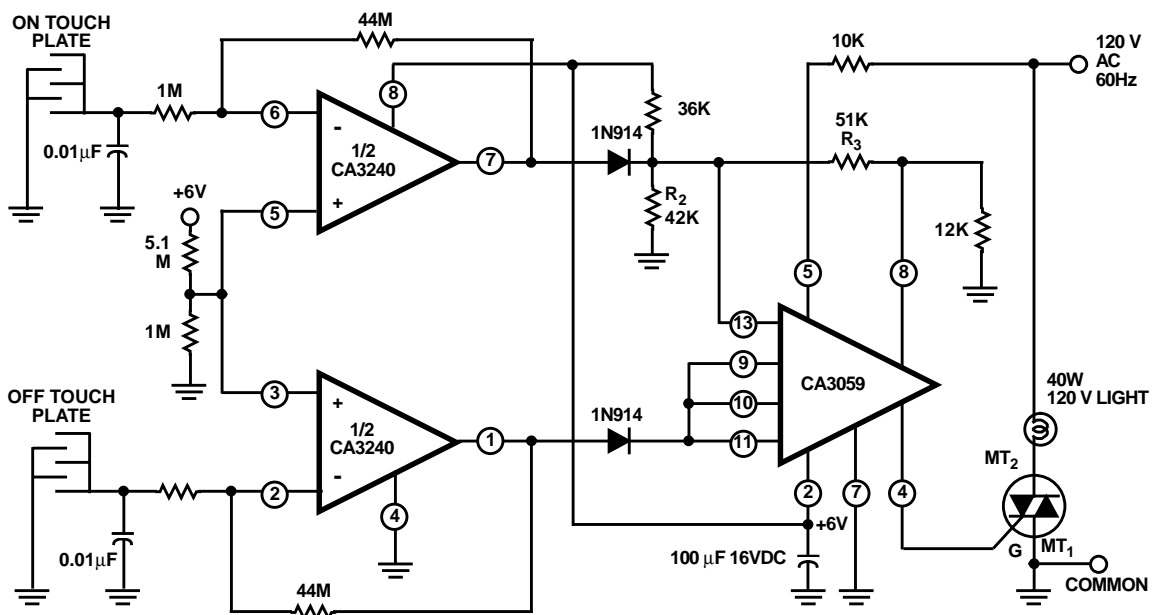 ON TOUCH
PLATE
44M
10K
120 V
AC
60Hz
1M
8
36K
51K
R3
6
-
1N914
0.01μF
1/2
CA3240
7
+6V
5
+
R2
42K
12K
5.1
M
5
8
1M
13
3
+
9
CA3059
OFF TOUCH
PLATE
10
40W
120 V LIGHT
1/2
CA3240
1
1N914
11
MT2
2
-
4
2
7
4
+6V
G
MT1
0.01μF
100 μF 16VDC
COMMON
44M